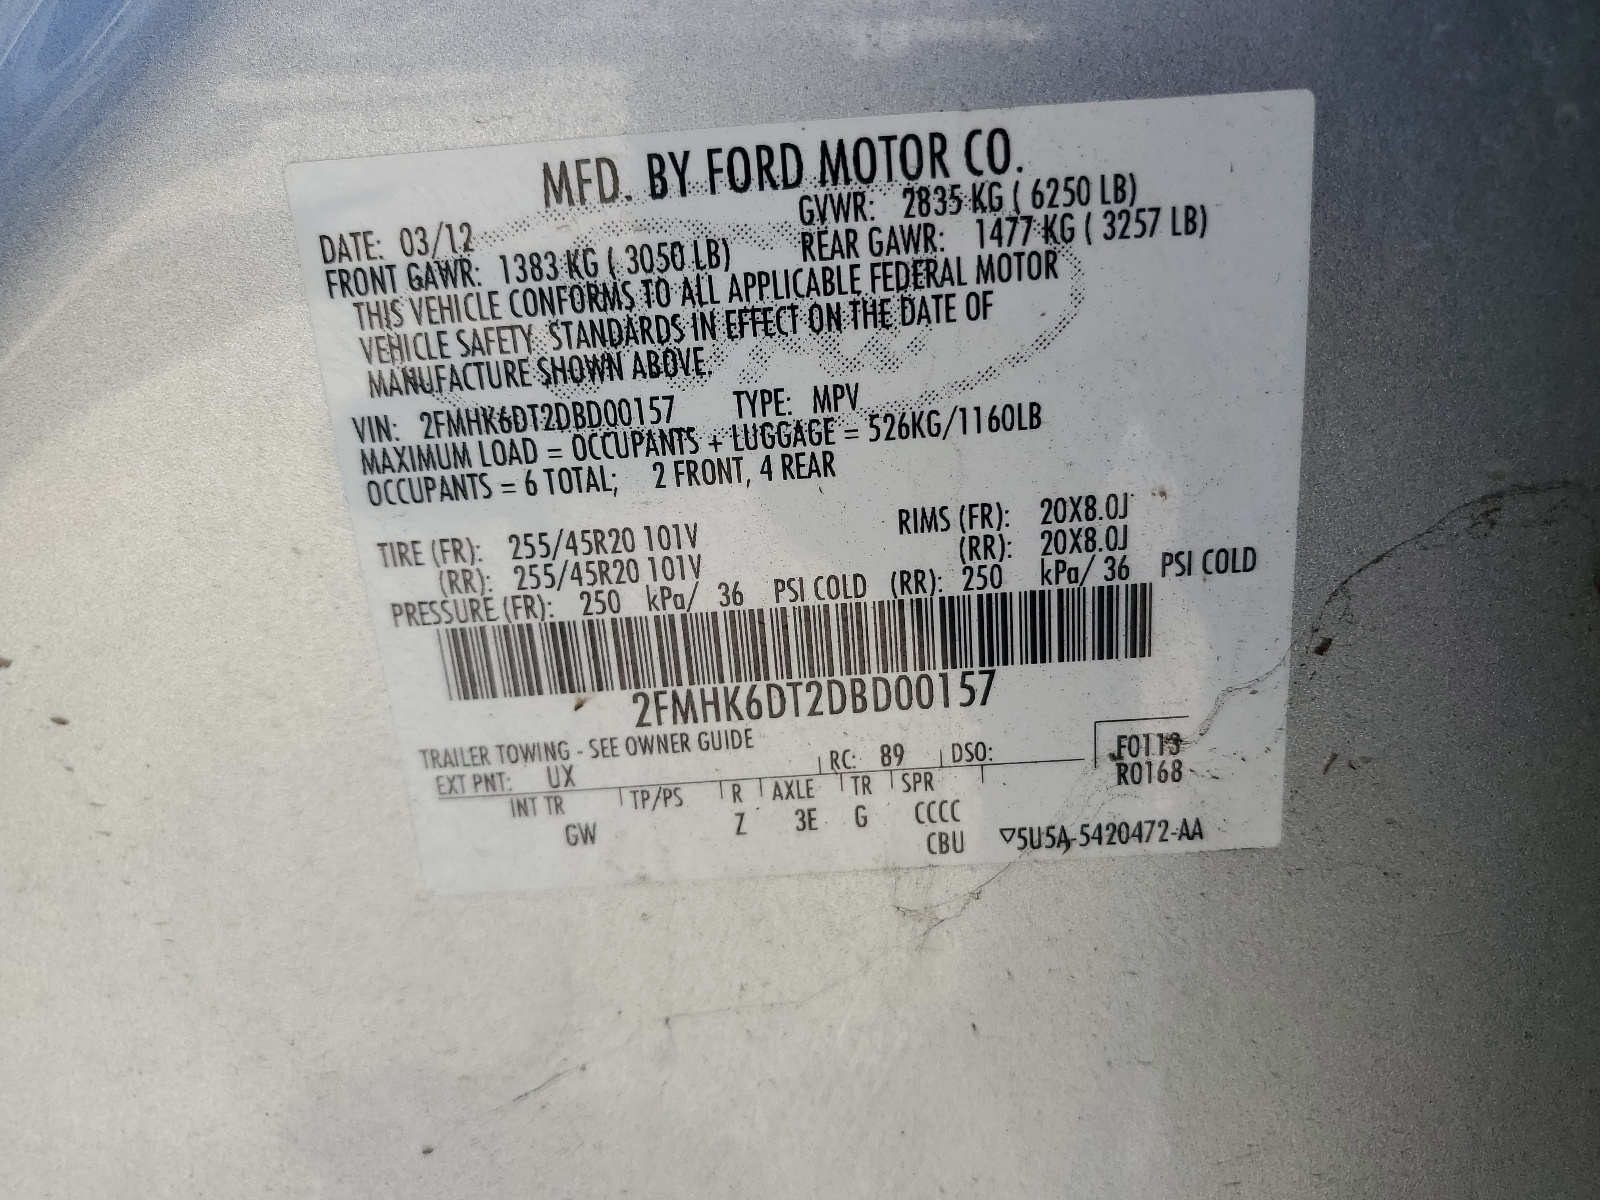 MFD. BY FORD MOTOR CO.
DATE: 03/12 GVWR: 2835 KG ( 6250 LB)
FRONT GAWR: 1383 KG ( 3050 LB) REAR GAWR: 1477 KG ( 3257 LB)
THIS VEHICLE CONFORMS TO ALL APPLICABLE FEDERAL MOTOR
VEHICLE SAFETY STANDARDS IN EFFECT ON THE DATE OF
MANUFACTURE SHOWN ABOVE.
VIN: 2FMHK6DT2DBD00157 TYPE: MPV
MAXIMUM LOAD = OCCUPANTS + LUGGAGE = 526KG/1160LB
OCCUPANTS = 6 TOTAL; 2 FRONT, 4 REAR
TIRE (FR): 255/45R20 101V RIMS (FR): 20X8.0J
(RR): 255/45R20 101V (RR): 20X8.0J
PRESSURE (FR): 250 kPa/ 36 PSI COLD (RR): 250 kPa/ 36 PSI COLD
2FMHK6DT2DBD00157
TRAILER TOWING - SEE OWNER GUIDE
EXT PNT: UX RC: 89 DSO: F0113
R0168
INT TR TP/PS R AXLE TR SPR
GW Z 3E G CCCC
CBU ▽5U5A-5420472-AA